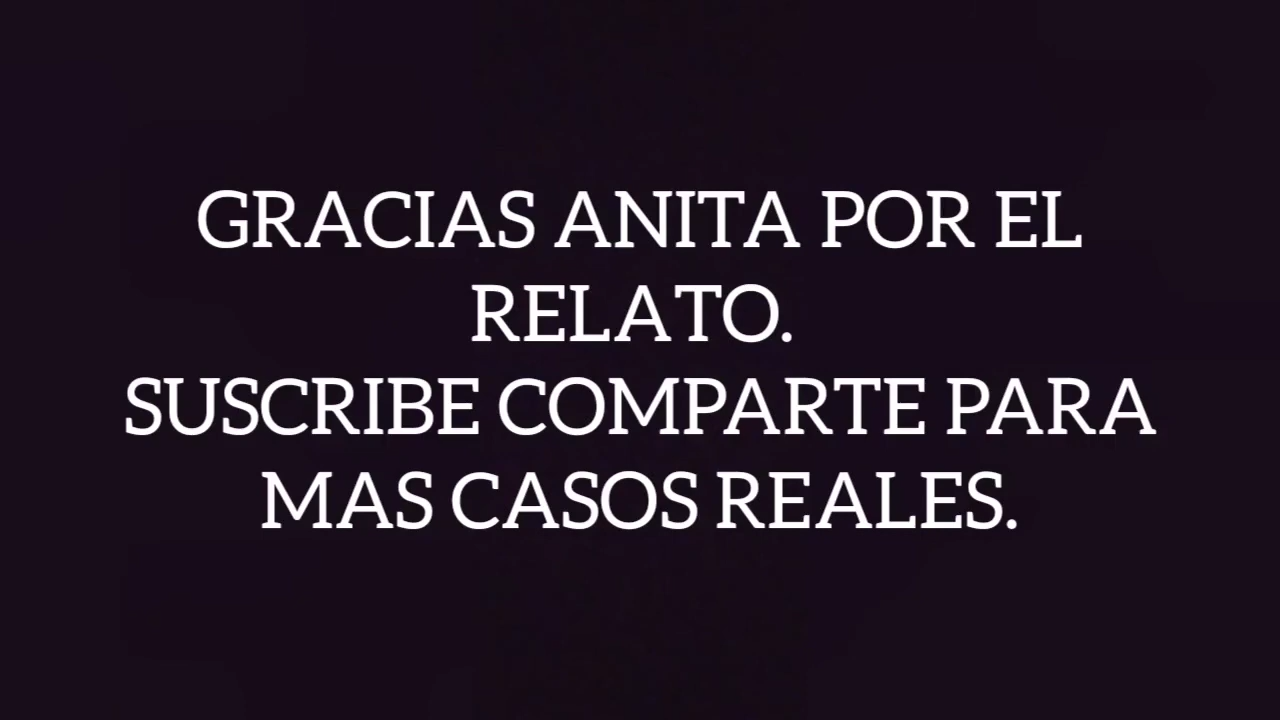 GRACIAS ANITA POR EL
RELATO.
SUSCRIBE COMPARTE PARA
MAS CASOS REALES.